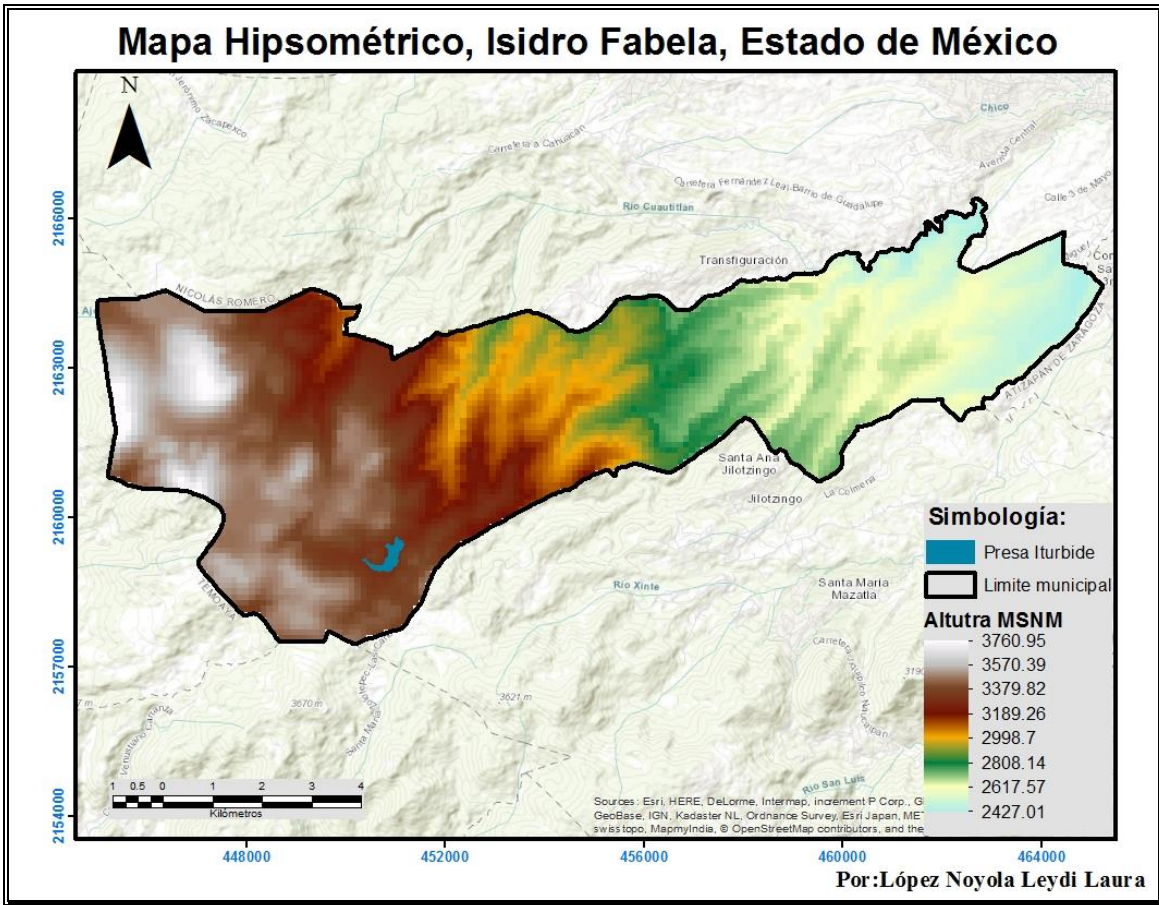 Mapa Hipsométrico, Isidro Fabela, Estado de México
N
Chico
Carretera a Cahuacán
Avenida Central
Carretera Fernández Leal-Barrio de Guadalupe
Calle 3 de Mayo
Río Cuautitlan
Transfiguración
NICOLÁS ROMERO
ATIZAPÁN DE ZARAGOZA
Santa Ana
Jilotzingo
Jilotzingo
La Colmena
TEMOAYA
Río Xinte
Santa María
Mazatla
3621 m
3670 m
Venustiano Carranza
Río San Luis
2166000
2163000
2160000
2157000
2154000
Simbología:
Presa Iturbide
Limite municipal
Altutra MSNM
3760.95
3570.39
3379.82
3189.26
2998.7
2808.14
2617.57
2427.01
1 0.5 0 1 2 3 4
Kilómetros
Sources: Esri, HERE, DeLorme, Intermap, increment P Corp.,
GeoBase, IGN, Kadaster NL, Ordnance Survey, Esri Japan, MET
swisstopo, MapmyIndia, © OpenStreetMap contributors, and the
448000 452000 456000 460000 464000
Por:López Noyola Leydi Laura